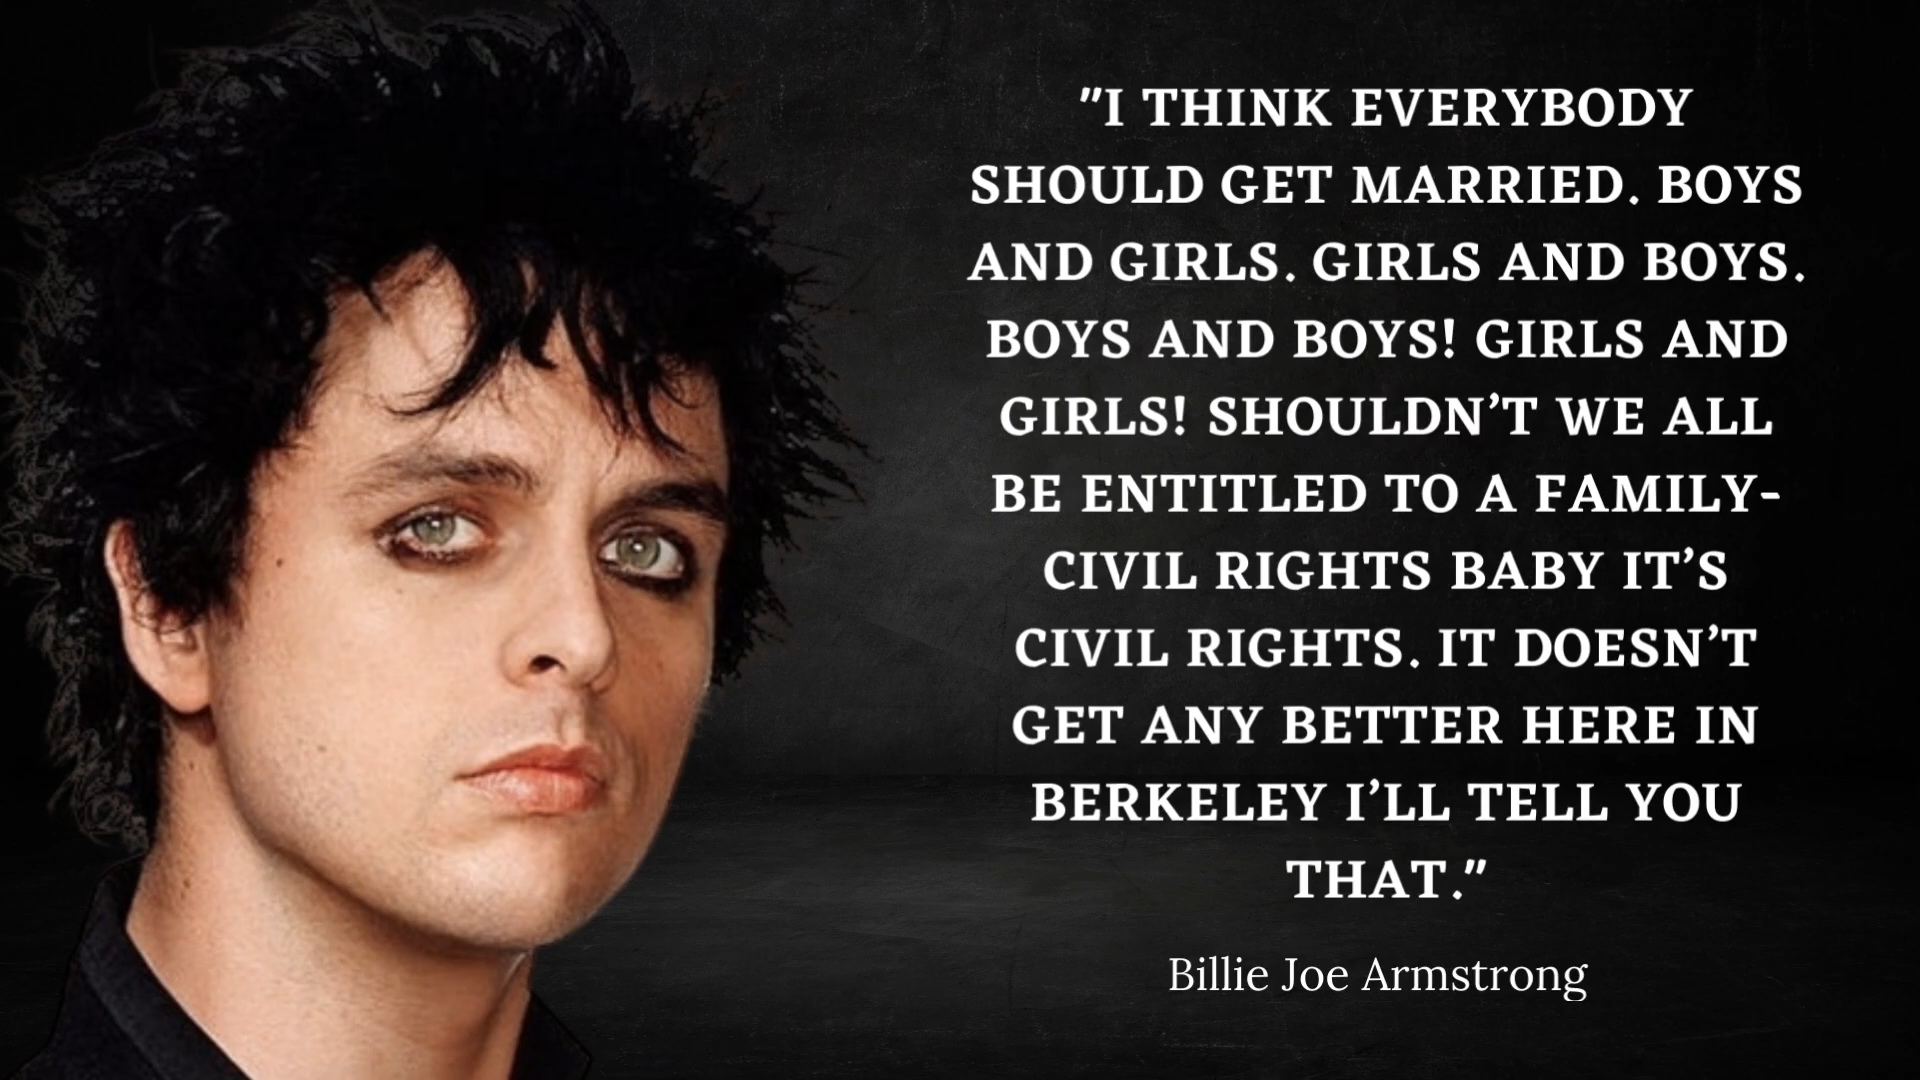 "I THINK EVERYBODY
SHOULD GET MARRIED. BOYS
AND GIRLS. GIRLS AND BOYS.
BOYS AND BOYS! GIRLS AND
GIRLS! SHOULDN’T WE ALL
BE ENTITLED TO A FAMILY-
CIVIL RIGHTS BABY IT’S
CIVIL RIGHTS. IT DOESN’T
GET ANY BETTER HERE IN
BERKELEY I’LL TELL YOU
THAT."
Billie Joe Armstrong